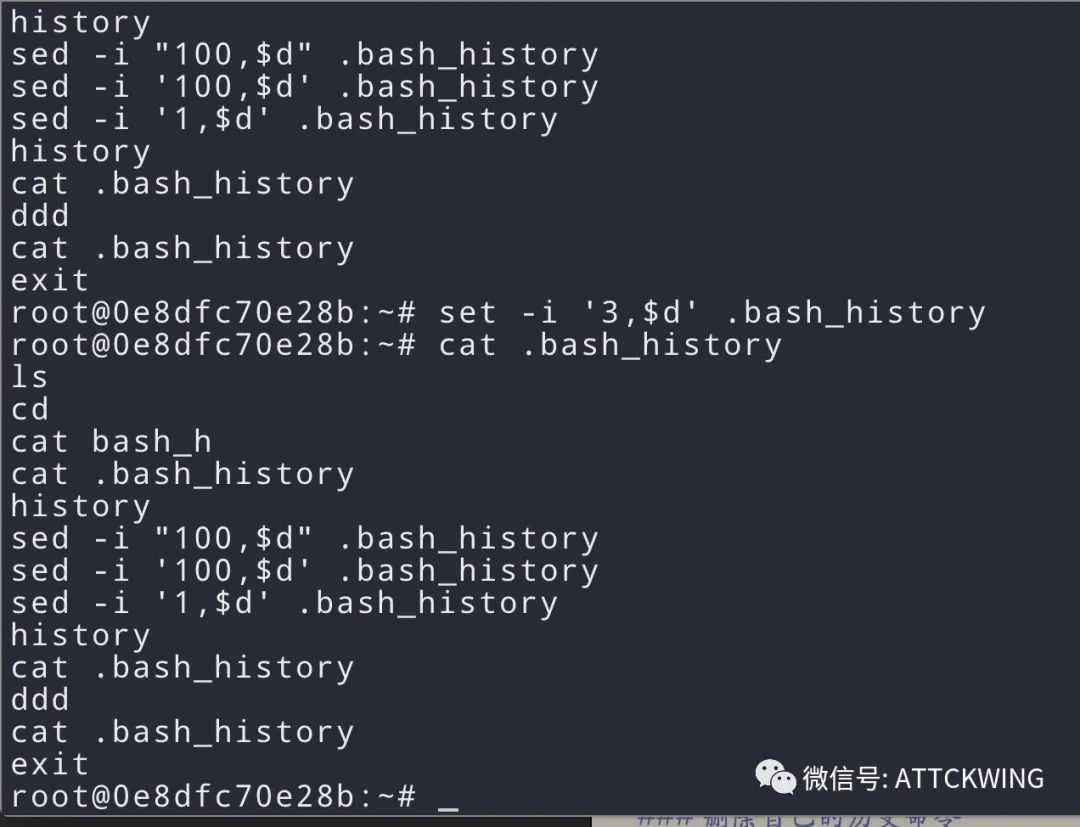 history
sed -i "100,$d" .bash_history
sed -i '100,$d' .bash_history
sed -i '1,$d' .bash_history
history
cat .bash_history
ddd
cat .bash_history
exit
root@0e8dfc70e28b:~# set -i '3,$d' .bash_history
root@0e8dfc70e28b:~# cat .bash_history
ls
cd
cat bash_h
cat .bash_history
history
sed -i "100,$d" .bash_history
sed -i '100,$d' .bash_history
sed -i '1,$d' .bash_history
history
cat .bash_history
ddd
cat .bash_history
exit
root@0e8dfc70e28b:~# _
微信号: ATTCKWING
### 删除自己的历史命令